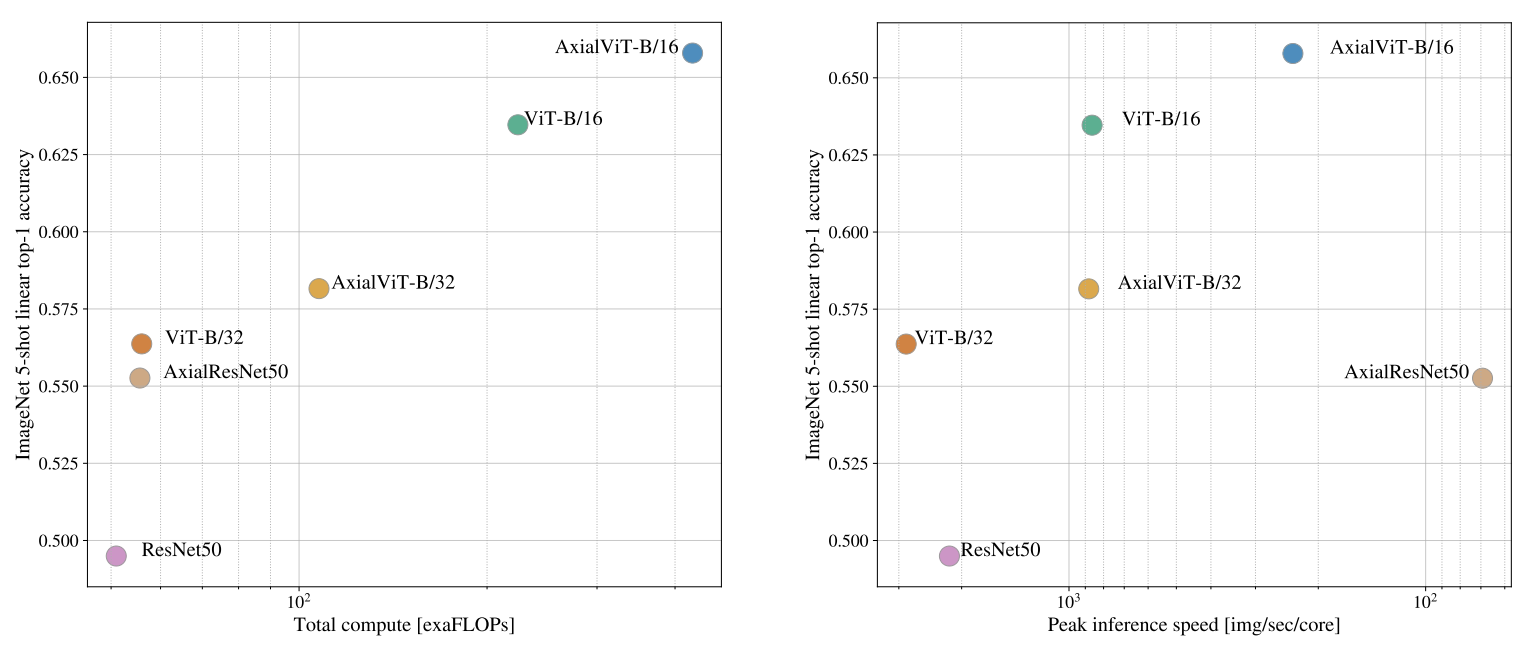 ImageNet 5-shot linear top-1 accuracy
0.650
0.625
0.600
0.575
0.550
0.525
0.500
AxialViT-B/16
ViT-B/16
AxialViT-B/32
ViT-B/32
AxialResNet50
ResNet50
10²
Total compute [exaFLOPs]
ImageNet 5-shot linear top-1 accuracy
0.650
0.625
0.600
0.575
0.550
0.525
0.500
AxialViT-B/16
ViT-B/16
AxialViT-B/32
ViT-B/32
AxialResNet50
ResNet50
10³
10²
Peak inference speed [img/sec/core]